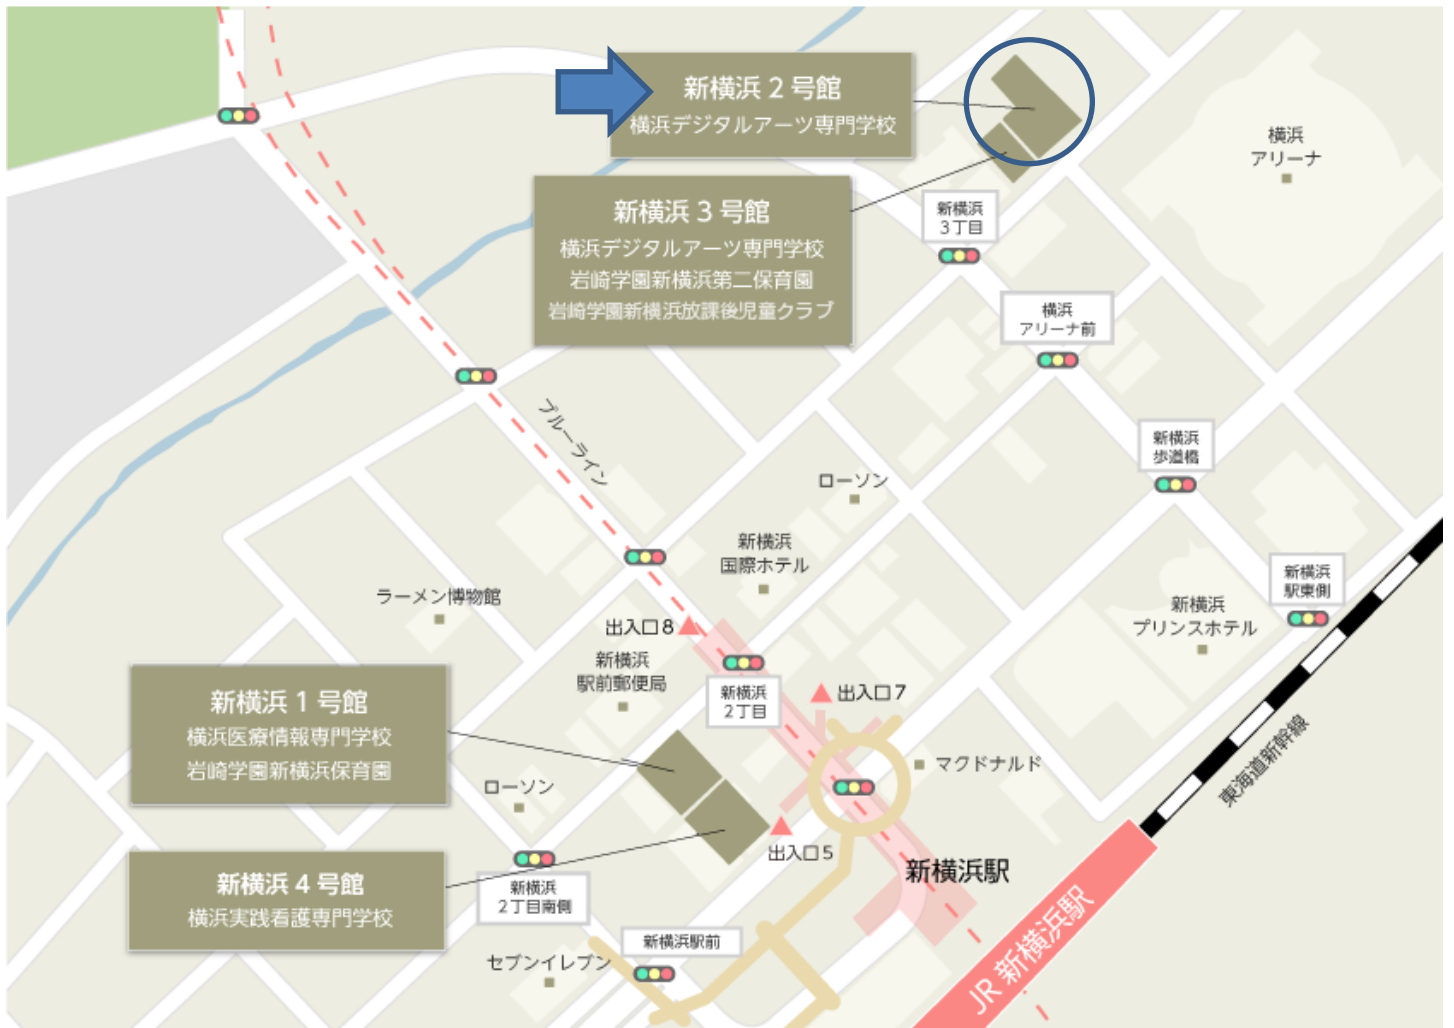 新横浜２号館
横浜デジタルアーツ専門学校
横浜
アリーナ
新横浜３号館
横浜デジタルアーツ専門学校
岩崎学園新横浜第二保育園
岩崎学園新横浜放課後児童クラブ
新横浜
３丁目
横浜
アリーナ前
ブルーライン
新横浜
歩道橋
ローソン
新横浜
国際ホテル
新横浜
駅東側
ラーメン博物館
新横浜
プリンスホテル
出入口８
新横浜
駅前郵便局
新横浜
２丁目
出入口７
新横浜１号館
横浜医療情報専門学校
岩崎学園新横浜保育園
ローソン
マクドナルド
東海道新幹線
出入口５
新横浜駅
新横浜４号館
横浜実践看護専門学校
新横浜
２丁目南側
新横浜駅前
セブンイレブン
JR 新横浜駅